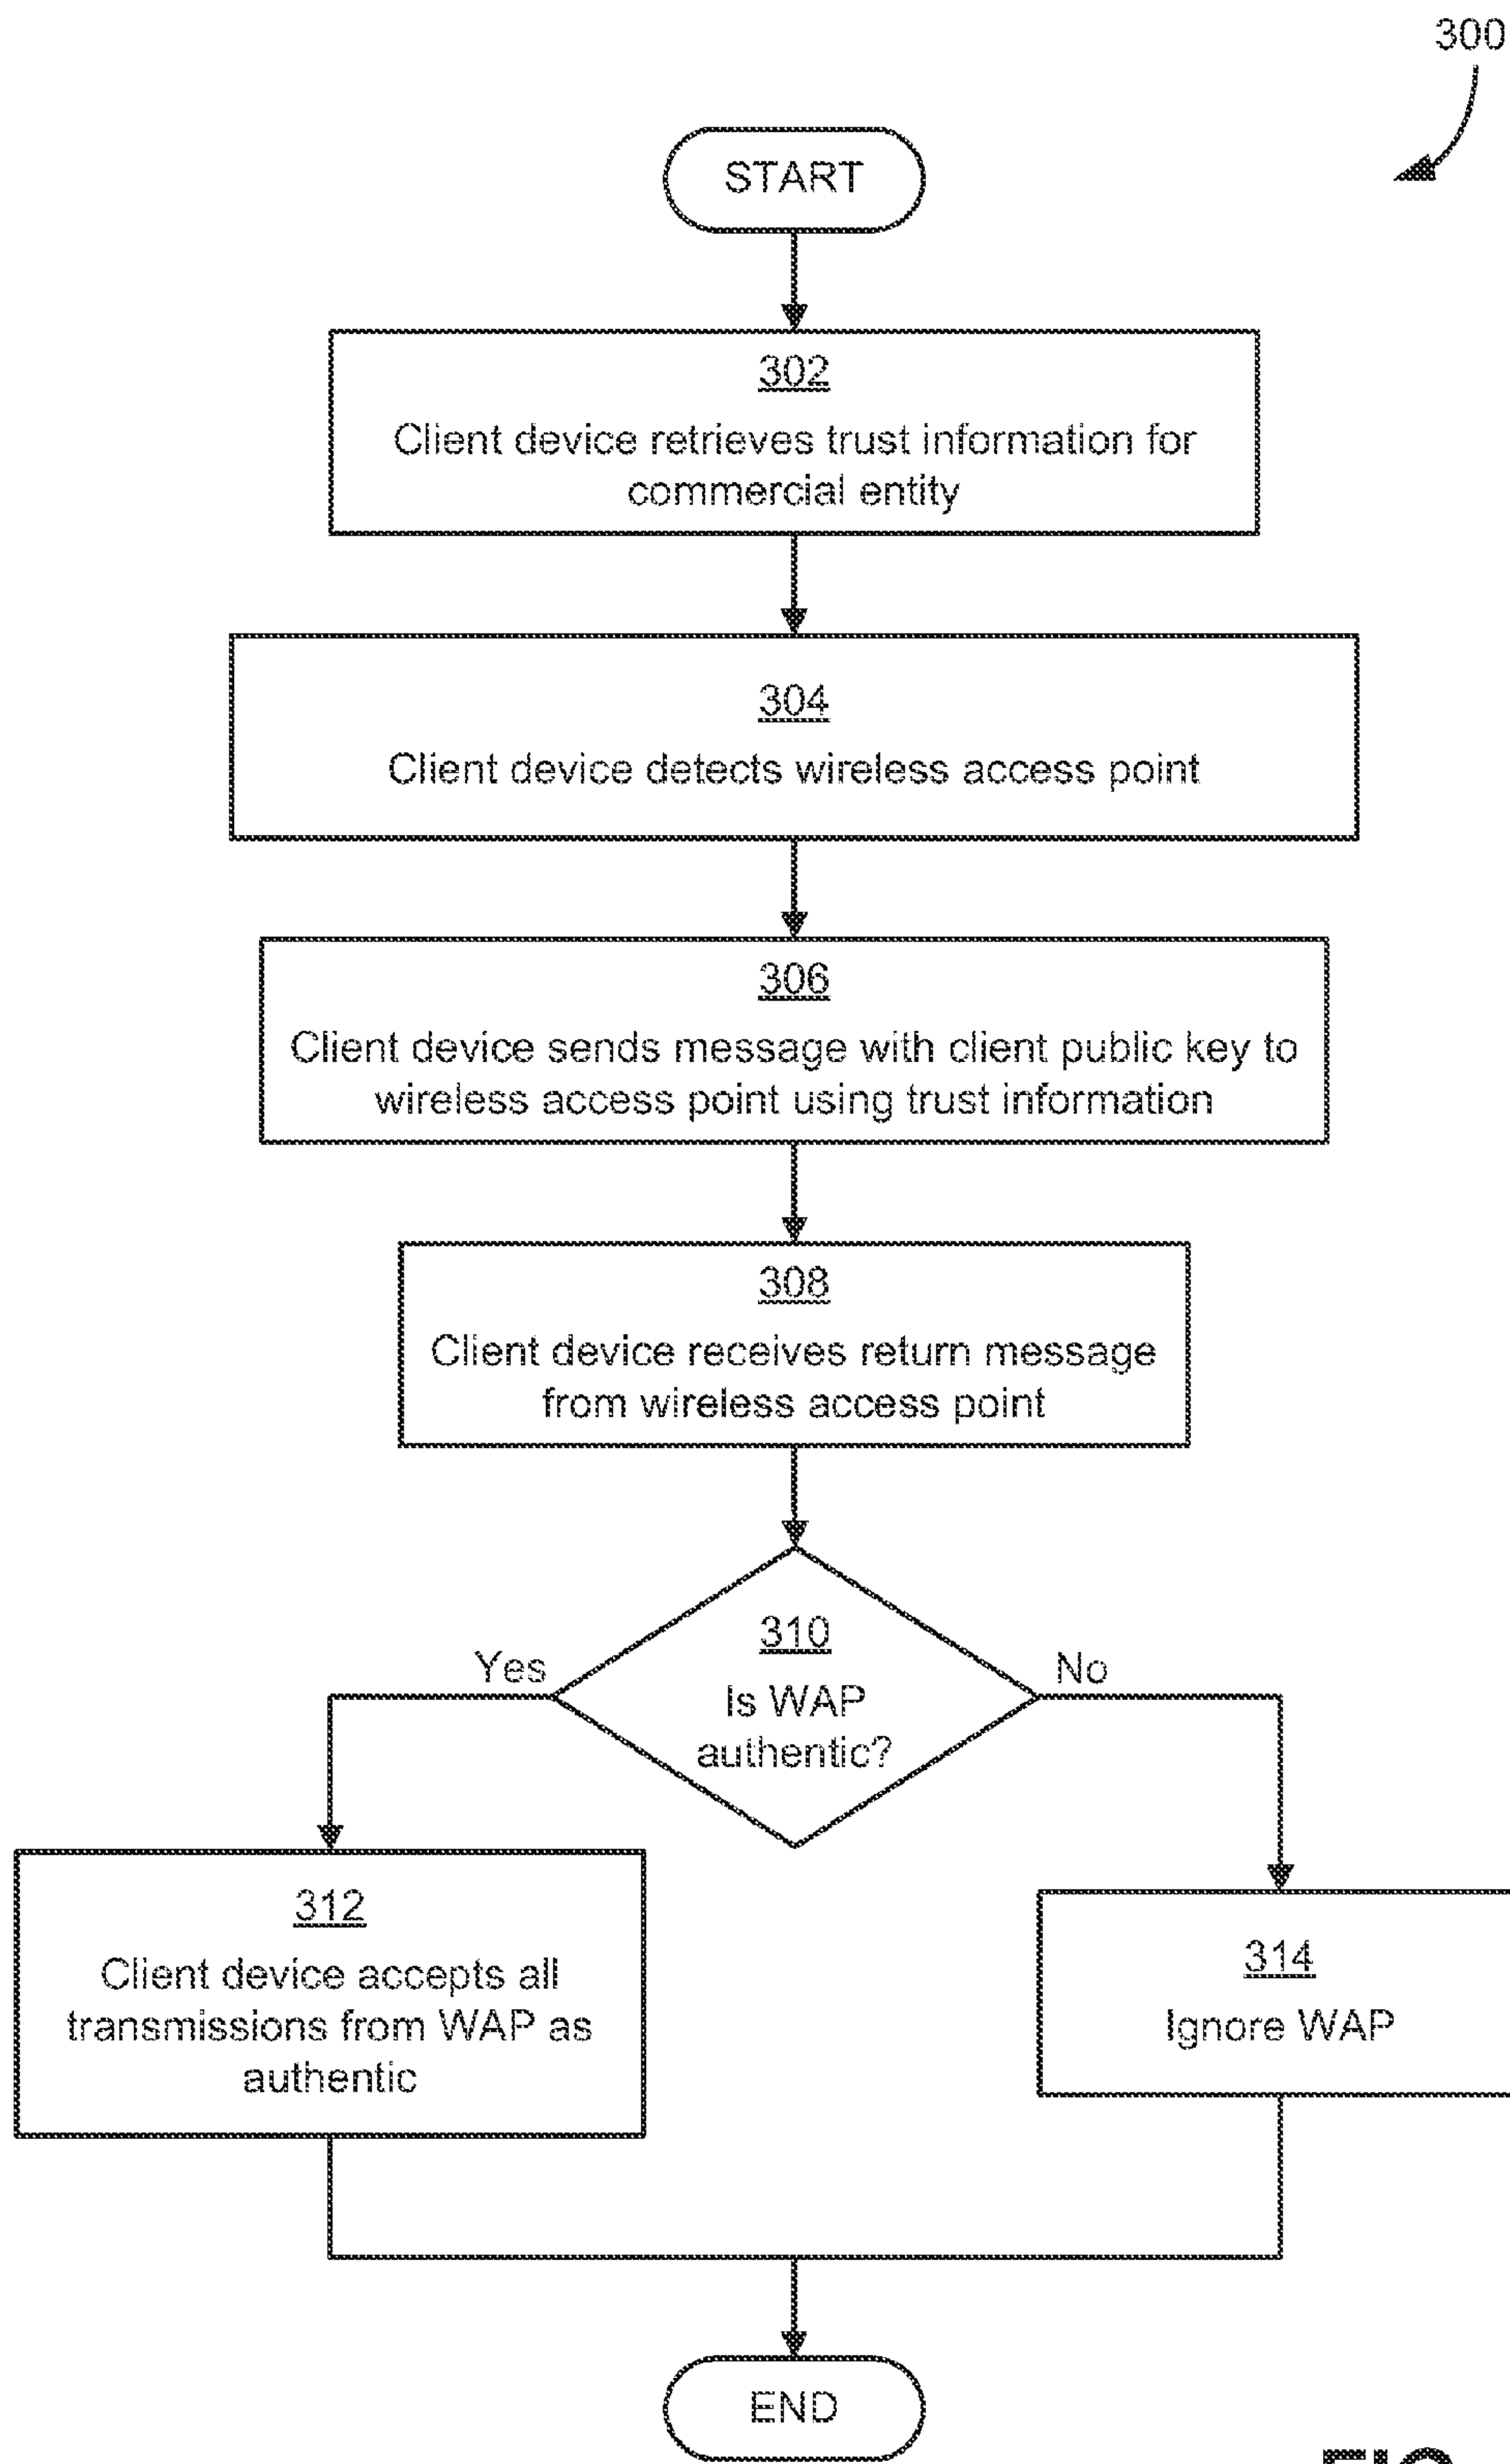 300
START
302
Client device retrieves trust information for
commercial entity
304
Client device detects wireless access point
306
Client device sends message with client public key to
wireless access point using trust information
308
Client device receives return message
from wireless access point
310
Is WAP
authentic?
Yes
No
312
Client device accepts all
transmissions from WAP as
authentic
314
Ignore WAP
END